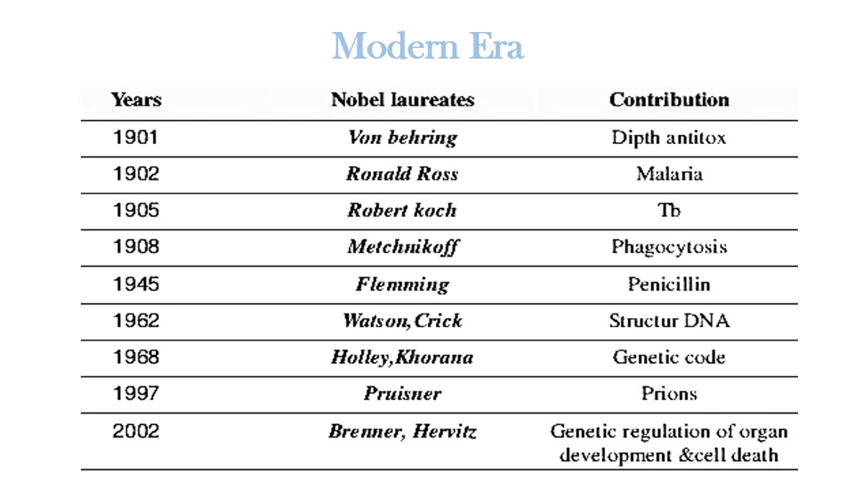 Modern Era
Years Nobel laureates Contribution
1901 Von behring Dipth antitox
1902 Ronald Ross Malaria
1905 Robert koch Tb
1908 Metchnikoff Phagocytosis
1945 Flemming Penicillin
1962 Watson,Crick Structur DNA
1968 Holley,Khorana Genetic code
1997 Pruisner Prions
2002 Brenner, Hervitz Genetic regulation of organ
development &cell death